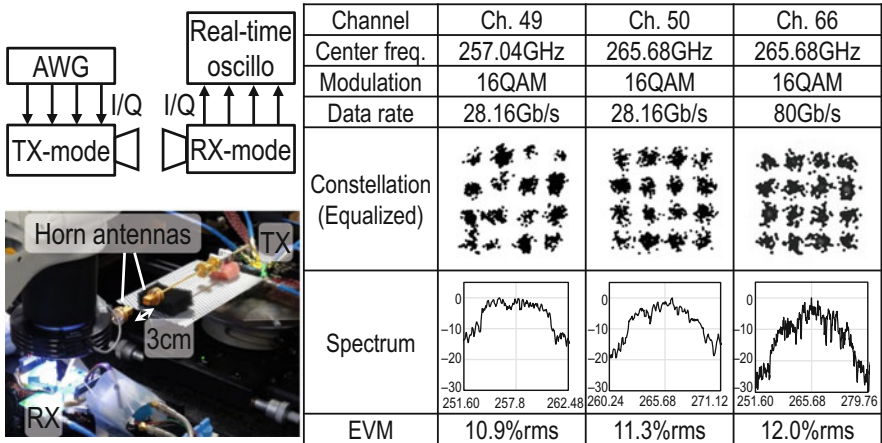 AWG
Real-time
oscillo
I/Q
I/Q
TX-mode
RX-mode
Horn antennas
TX
3cm
RX
Channel Ch. 49 Ch. 50 Ch. 66
Center freq. 257.04GHz 265.68GHz 265.68GHz
Modulation 16QAM 16QAM 16QAM
Data rate 28.16Gb/s 28.16Gb/s 80Gb/s
Constellation
(Equalized)
Spectrum
0
–10
–20
–30
251.60 257.8 262.48
0
–10
–20
–30
260.24 265.68 271.12
0
–10
–20
–30
251.60 265.68 279.76
EVM 10.9%rms 11.3%rms 12.0%rms